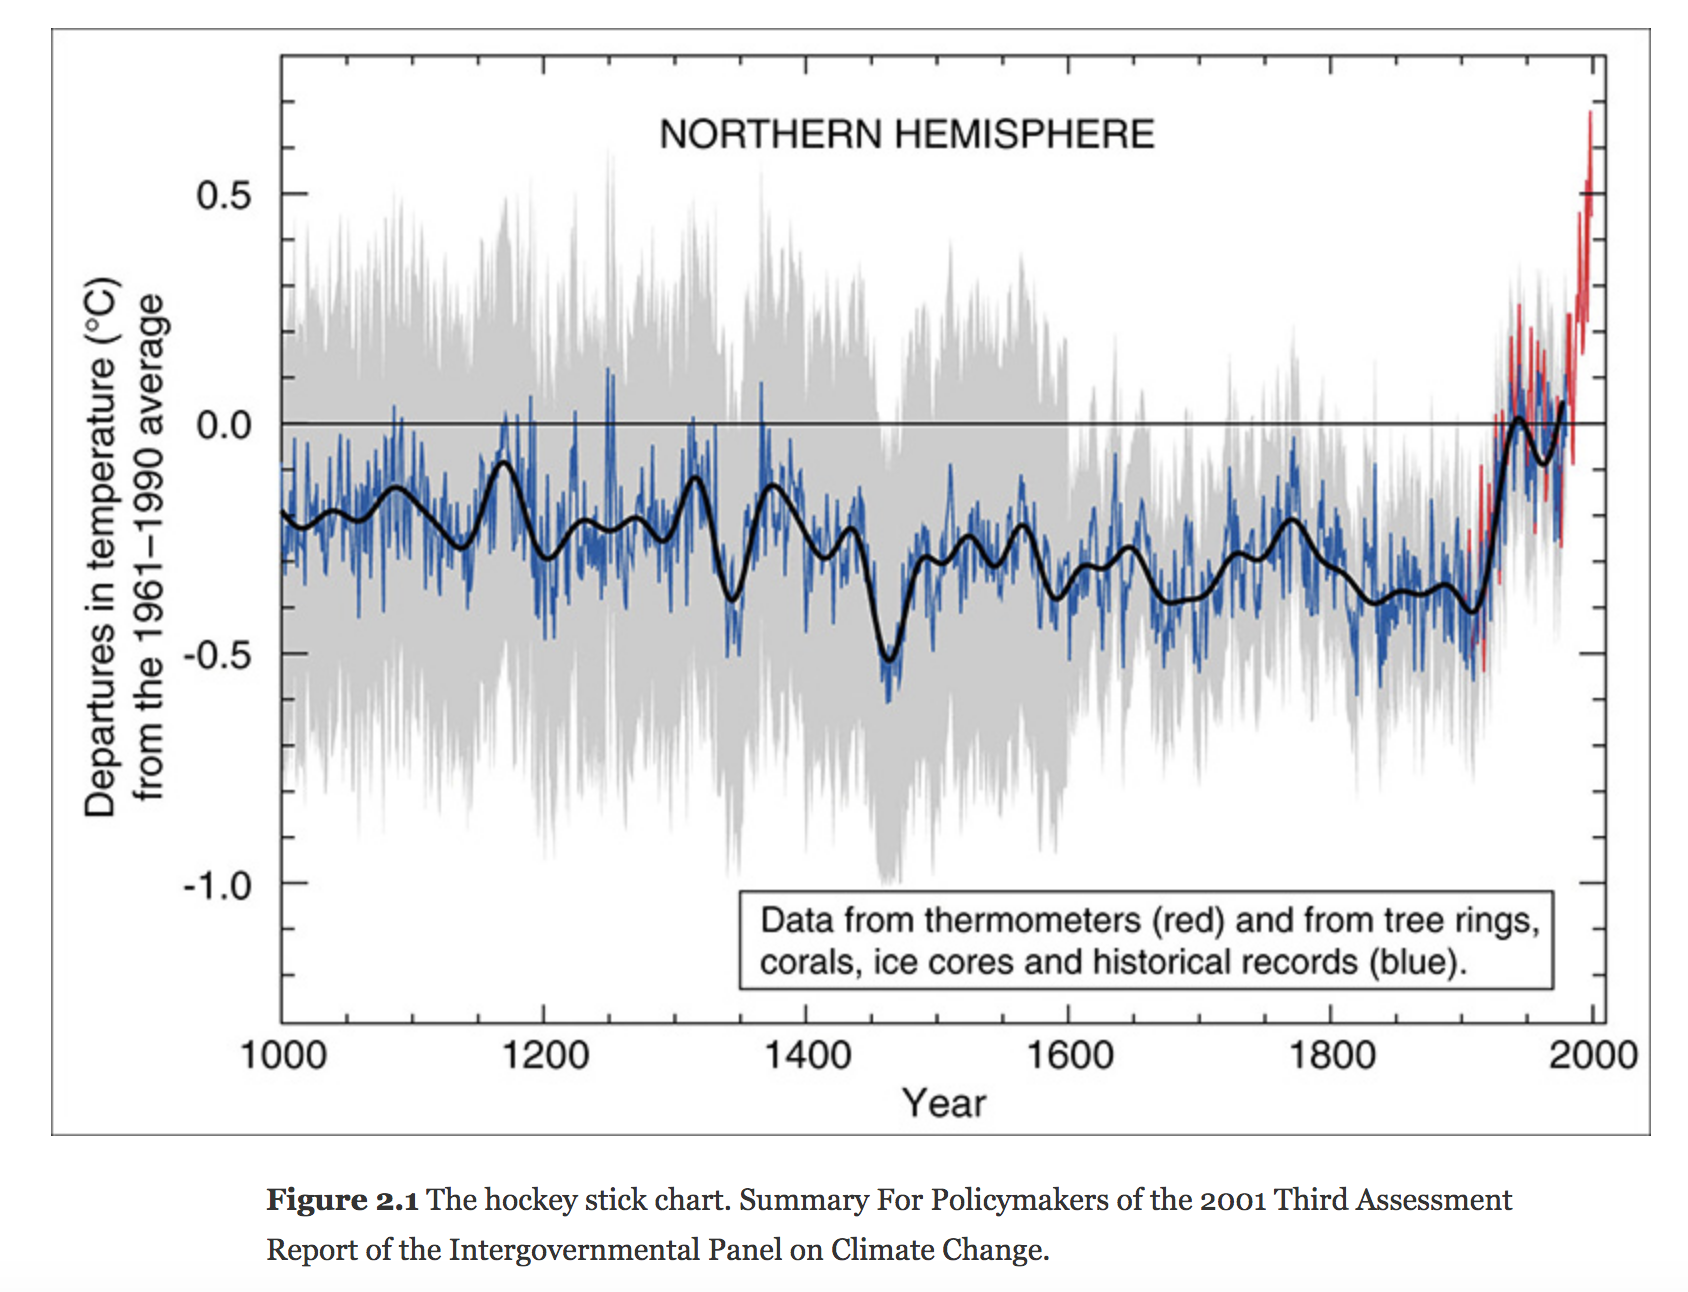 NORTHERN HEMISPHERE
0.5
0.0
-0.5
-1.0
Departures in temperature (°C)
from the 1961–1990 average
Data from thermometers (red) and from tree rings,
corals, ice cores and historical records (blue).
1000 1200 1400 1600 1800 2000
Year
Figure 2.1 The hockey stick chart. Summary For Policymakers of the 2001 Third Assessment
Report of the Intergovernmental Panel on Climate Change.